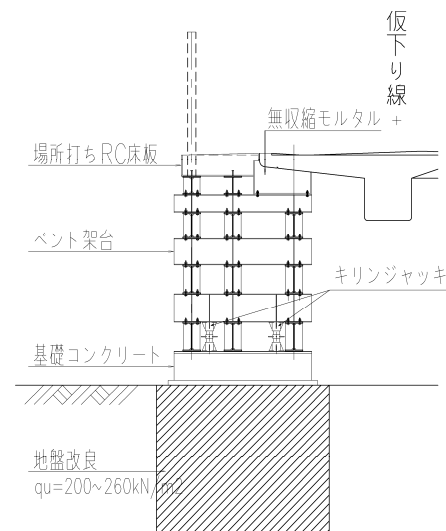 仮下り線
無収縮モルタル
場所打ちRC床板
ベント架台
キリンジャッキ
基礎コンクリート
地盤改良
qu=200~260kN/m2